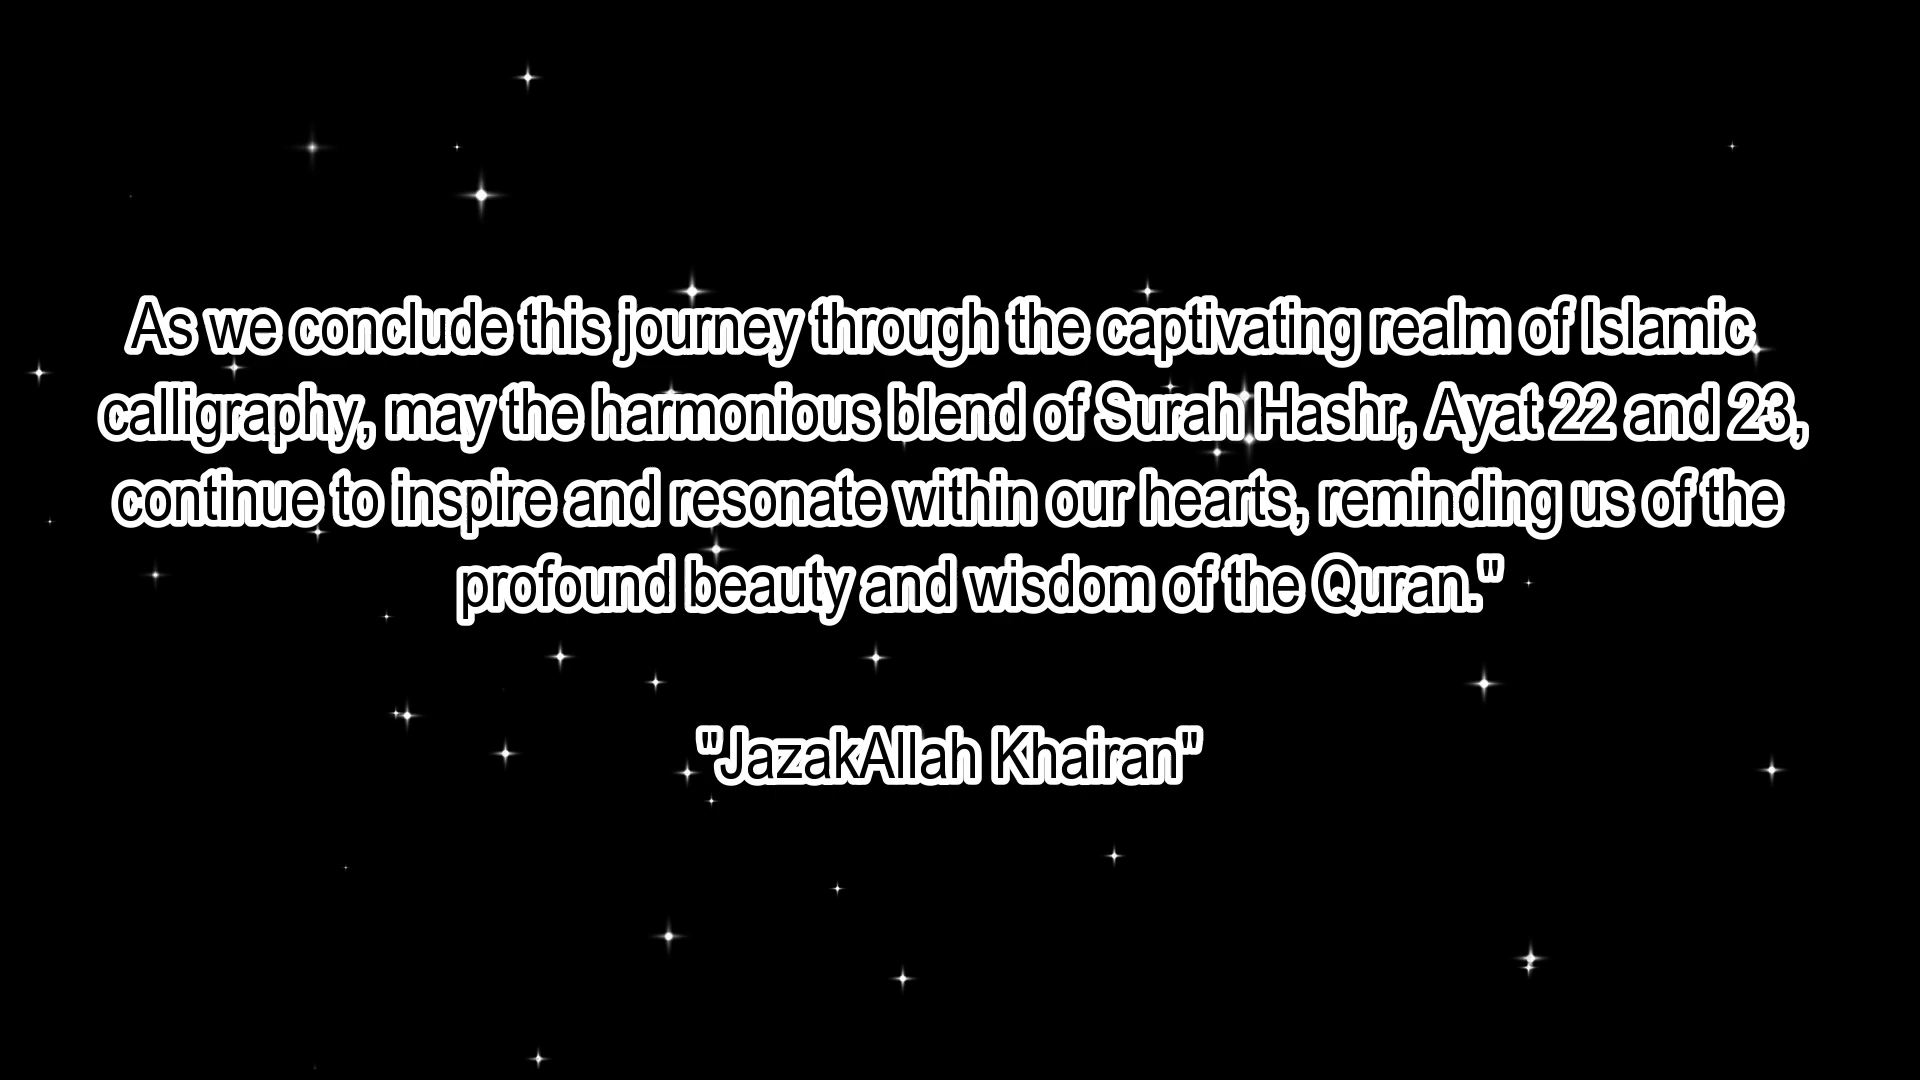 As we conclude this journey through the captivating realm of Islamic
calligraphy, may the harmonious blend of Surah Hashr, Ayat 22 and 23,
continue to inspire and resonate within our hearts, reminding us of the
profound beauty and wisdom of the Quran."
"JazakAllah Khairan"